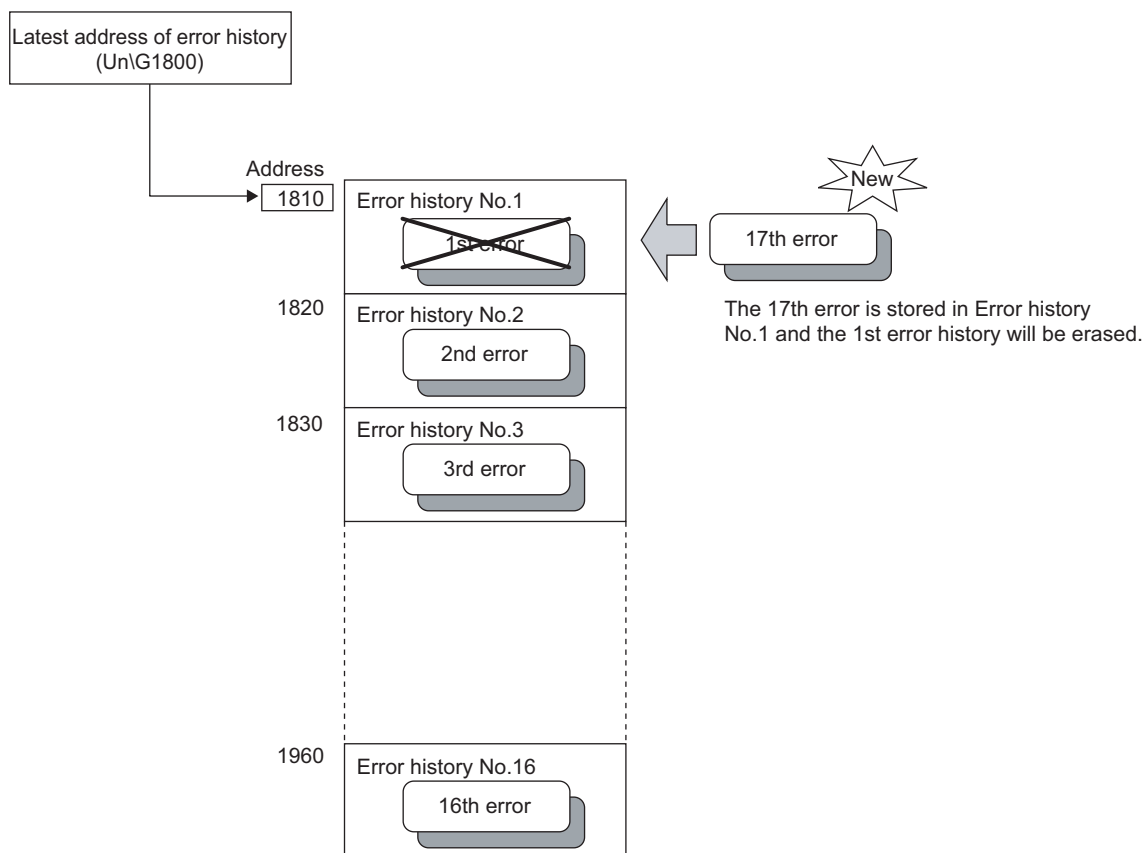 Latest address of error history
(Un\G1800)
Address
1810
Error history No.1
1st error
New
17th error
The 17th error is stored in Error history
No.1 and the 1st error history will be erased.
1820
Error history No.2
2nd error
1830
Error history No.3
3rd error
1960
Error history No.16
16th error